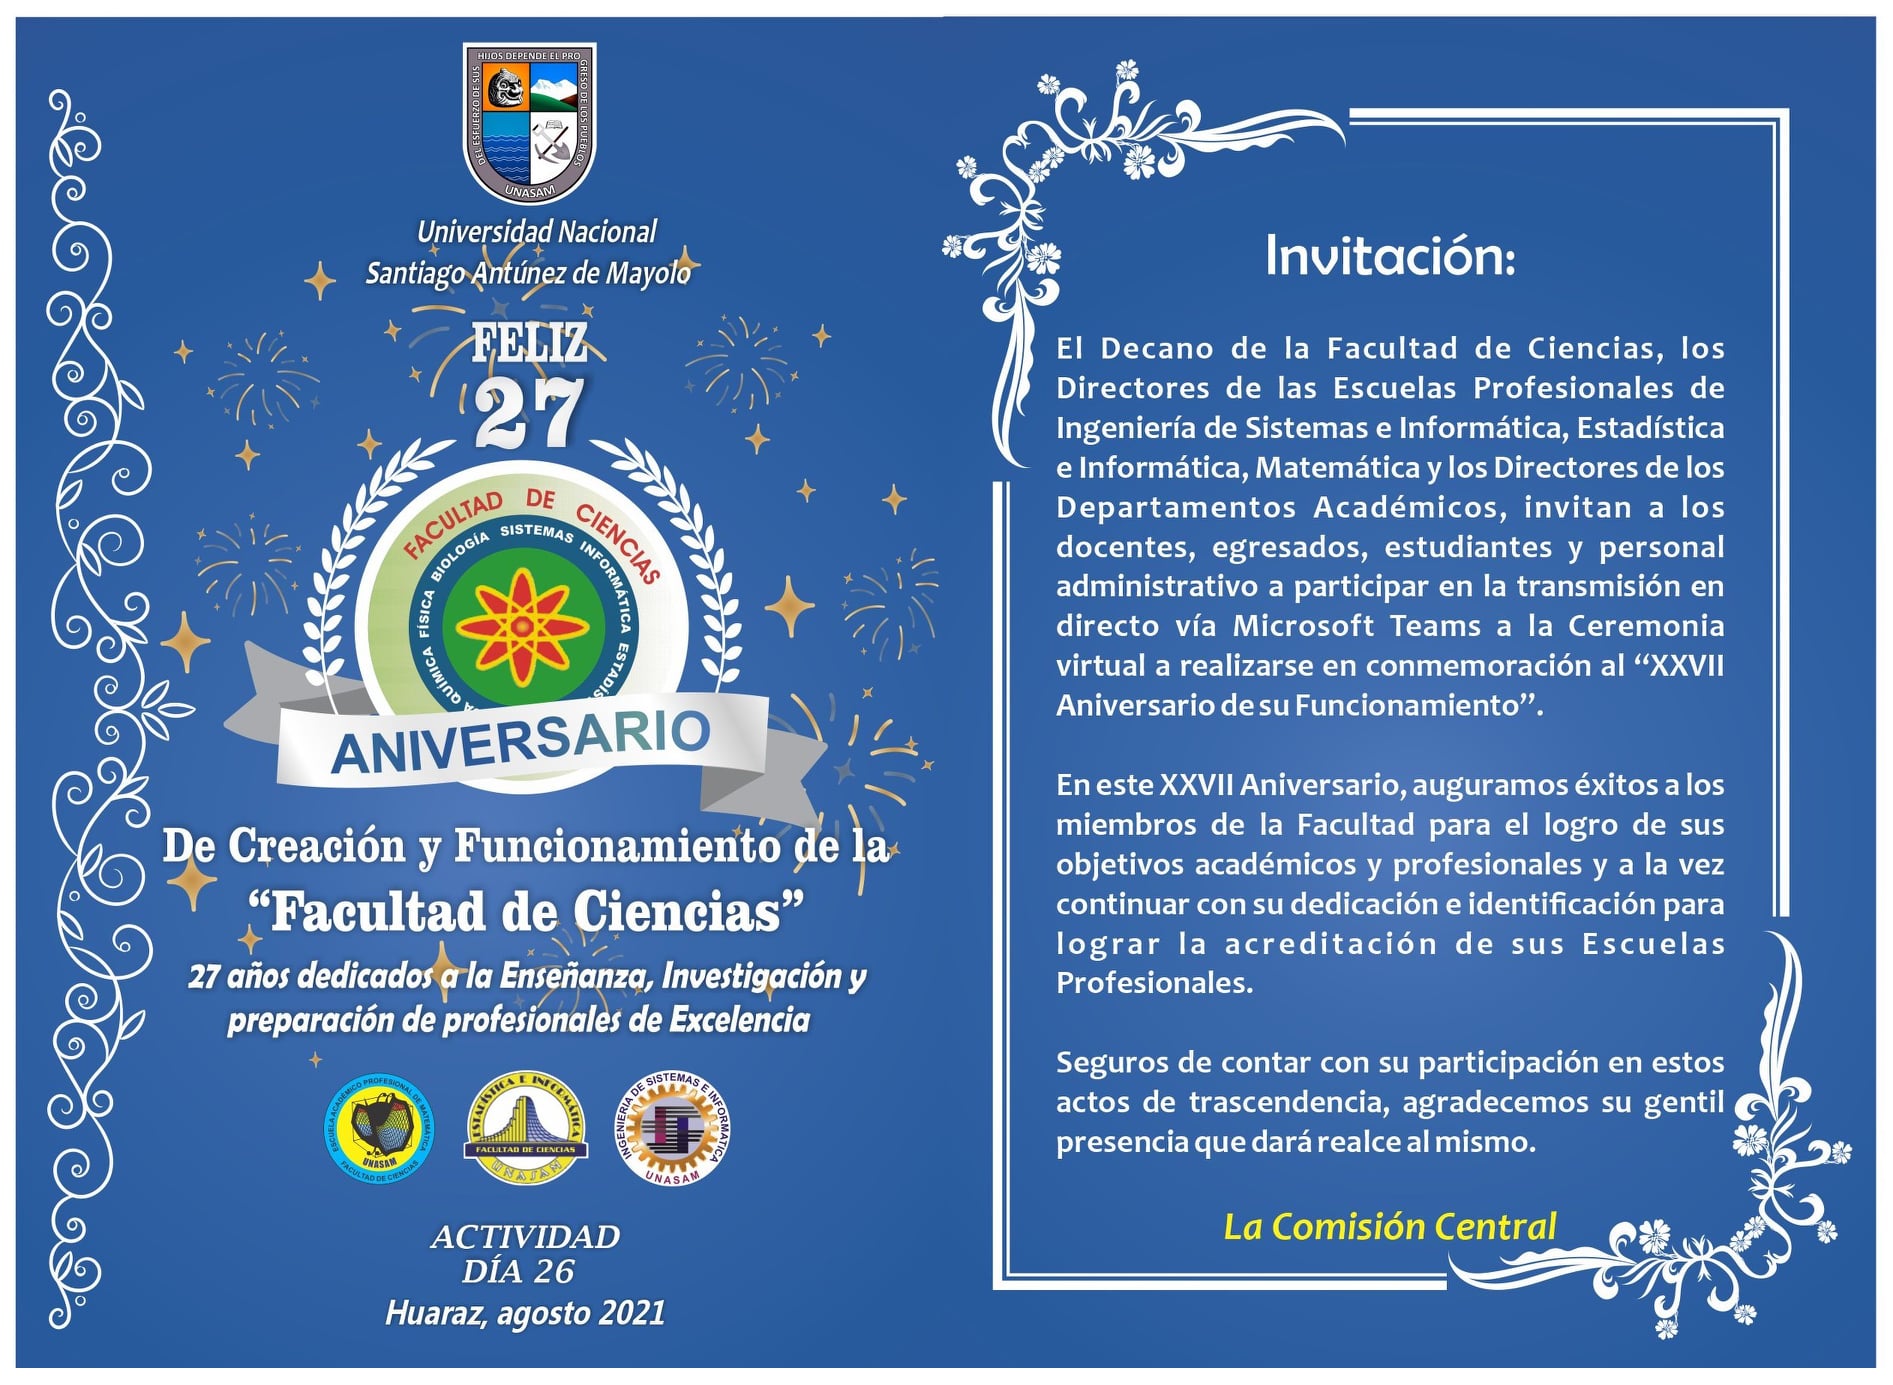 DEL ESFUERZO DE SUS HIJOS DEPENDE EL PROGRESO DE LOS PUEBLOS
UNASAM
Universidad Nacional
Santiago Antúnez de Mayolo
FELIZ
27
FACULTAD DE CIENCIAS
QUÍMICA FÍSICA BIOLOGÍA SISTEMAS INFORMÁTICA
ANIVERSARIO
De Creación y Funcionamiento de la
“Facultad de Ciencias”
27 años dedicados a la Enseñanza, Investigación y
preparación de profesionales de Excelencia
ESCUELA ACADÉMICO PROFESIONAL DE MATEMÁTICA
UNASAM
FACULTAD DE CIENCIAS
ESTADÍSTICA E INFORMÁTICA
FACULTAD DE CIENCIAS
UNASAM
INGENIERIA DE SISTEMAS E INFORMATICA
UNASAM
ACTIVIDAD
DÍA 26
Huaraz, agosto 2021
Invitación:
El Decano de la Facultad de Ciencias, los
Directores de las Escuelas Profesionales de
Ingeniería de Sistemas e Informática, Estadística
e Informática, Matemática y los Directores de los
Departamentos Académicos, invitan a los
docentes, egresados, estudiantes y personal
administrativo a participar en la transmisión en
directo vía Microsoft Teams a la Ceremonia
virtual a realizarse en conmemoración al “XXVII
Aniversario de su Funcionamiento”.
En este XXVII Aniversario, auguramos éxitos a los
miembros de la Facultad para el logro de sus
objetivos académicos y profesionales y a la vez
continuar con su dedicación e identificación para
lograr la acreditación de sus Escuelas
Profesionales.
Seguros de contar con su participación en estos
actos de trascendencia, agradecemos su gentil
presencia que dará realce al mismo.
La Comisión Central